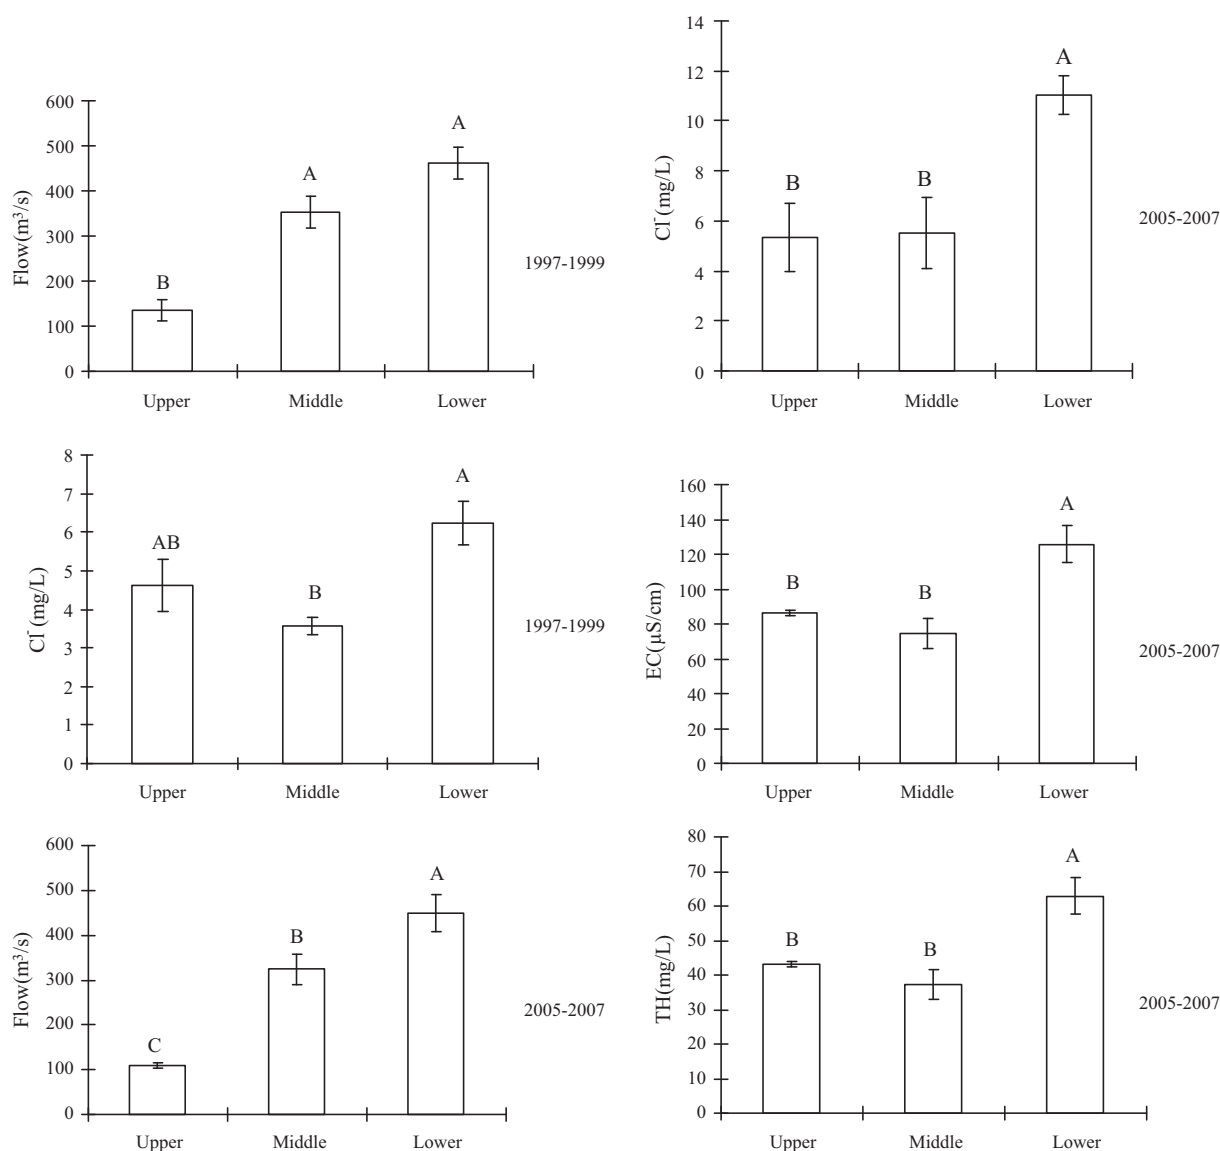 600
500
400
300
200
100
0
Flow(m³/s)
B
A
A
Upper
Middle
Lower
1997-1999
14
12
10
8
6
4
2
0
Cl⁻(mg/L)
B
B
A
Upper
Middle
Lower
2005-2007
8
7
6
5
4
3
2
1
0
Cl⁻(mg/L)
AB
B
A
Upper
Middle
Lower
1997-1999
160
140
120
100
80
60
40
20
0
EC(µS/cm)
B
B
A
Upper
Middle
Lower
2005-2007
600
500
400
300
200
100
0
Flow(m³/s)
C
B
A
Upper
Middle
Lower
2005-2007
80
70
60
50
40
30
20
10
0
TH(mg/L)
B
B
A
Upper
Middle
Lower
2005-2007